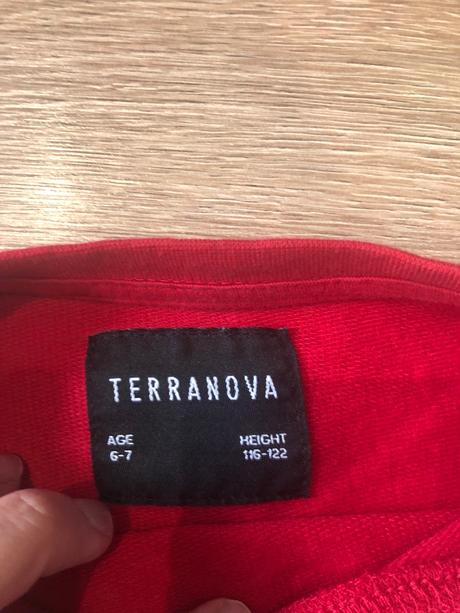 TERRANOVA
AGE HEIGHT
6-7 116-122